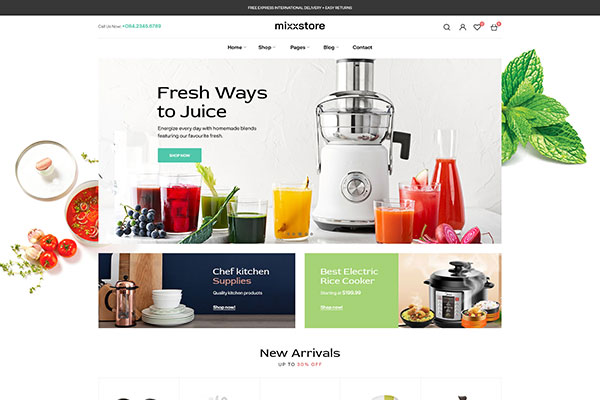 FREE EXPRESS INTERNATIONAL DELIVERY + EASY RETURNS
Call Us Now: +084.2345.6789
mixxstore
Home
Shop
Pages
Blog
Contact
Fresh Ways
to Juice
Energize every day with homemade blends
featuring our favourite fresh.
SHOP NOW
Chef kitchen
Supplies
Quality kitchen products
Shop now!
Best Electric
Rice Cooker
Starting at $199.99
Shop now!
New Arrivals
UP TO 50% OFF